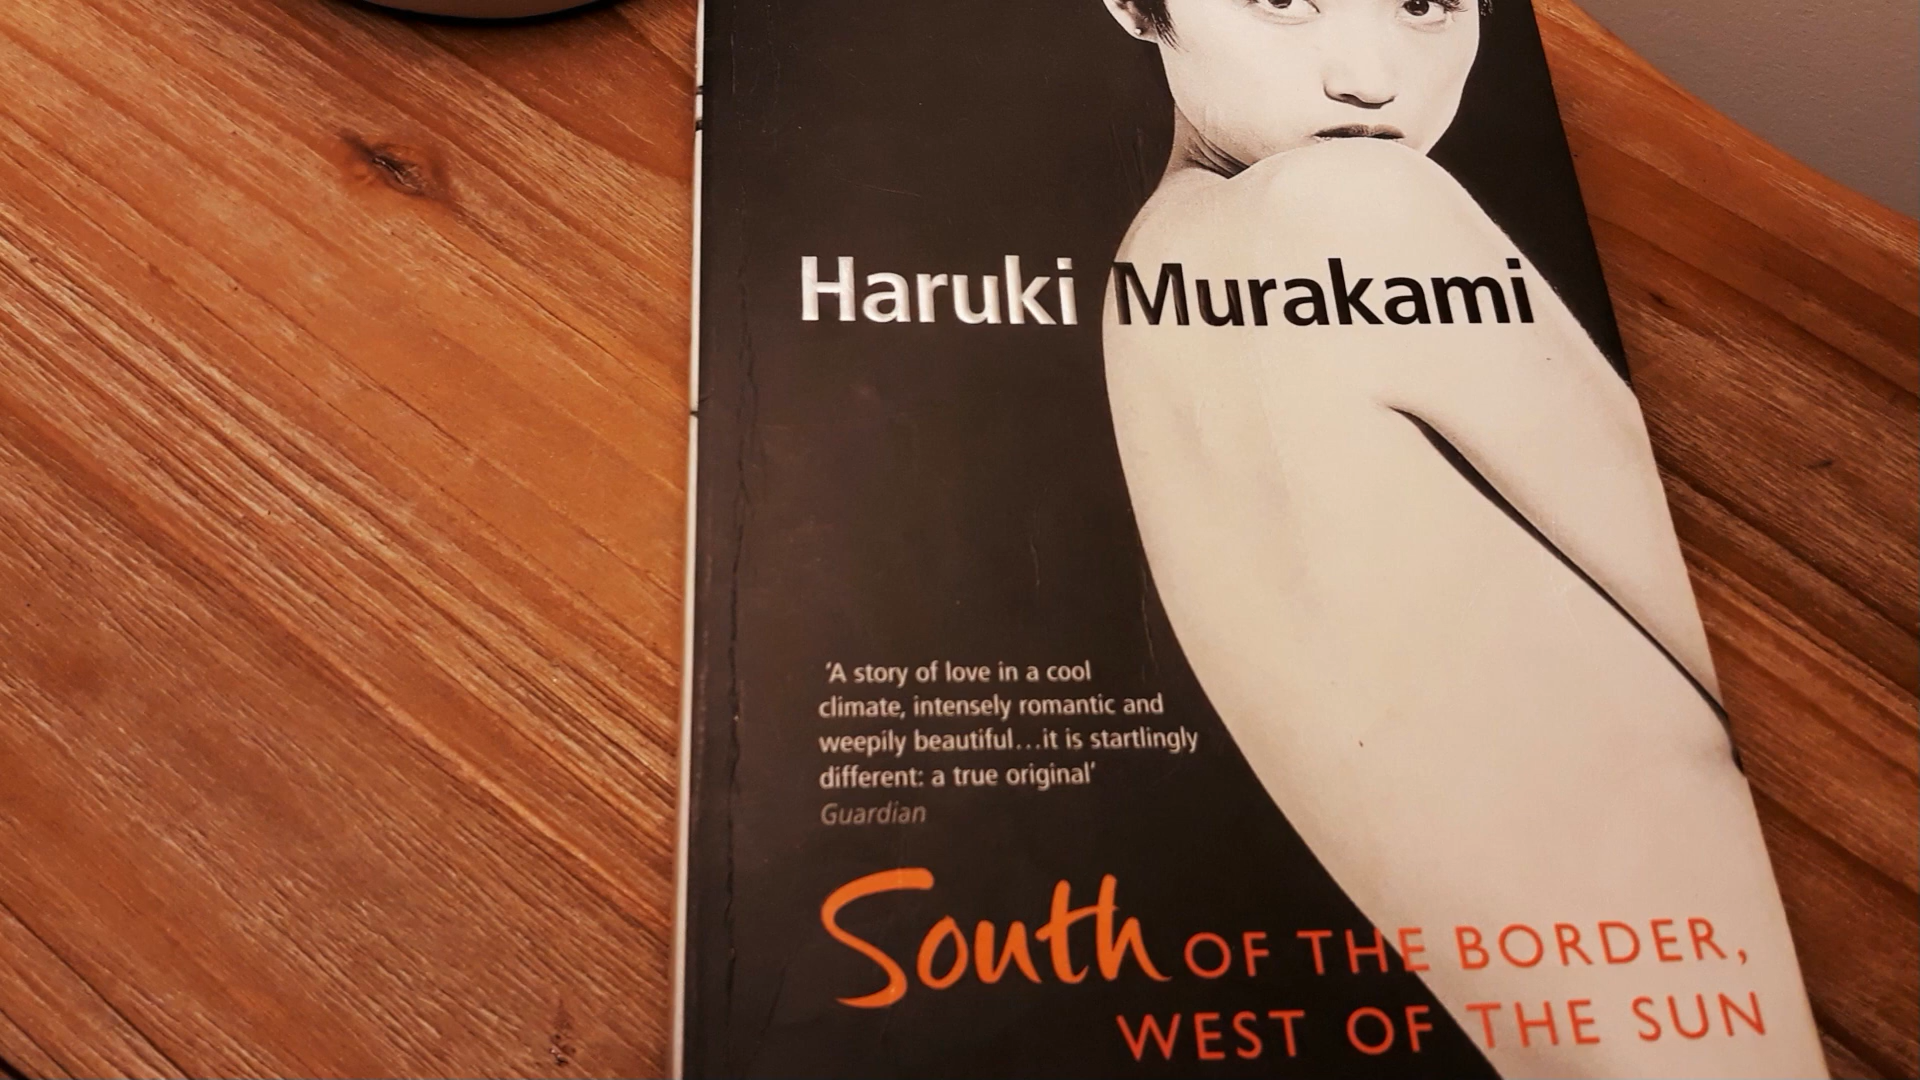 Haruki Murakami
‘A story of love in a cool
climate, intensely romantic and
weepily beautiful...it is startlingly
different: a true original’
Guardian
South OF THE BORDER,
WEST OF THE SUN